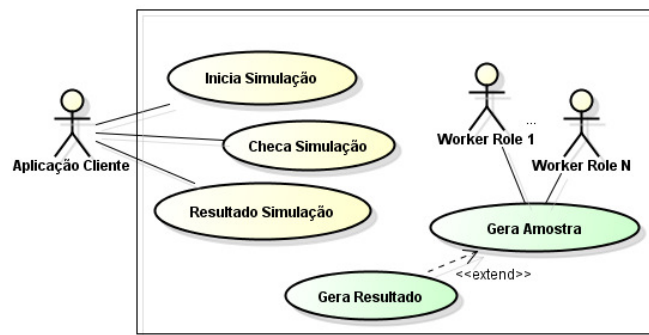 Inicia Simulação
Checa Simulação
Aplicação Cliente
Resultado Simulação
Worker Role 1
...
Worker Role N
Gera Amostra
<<extend>>
Gera Resultado